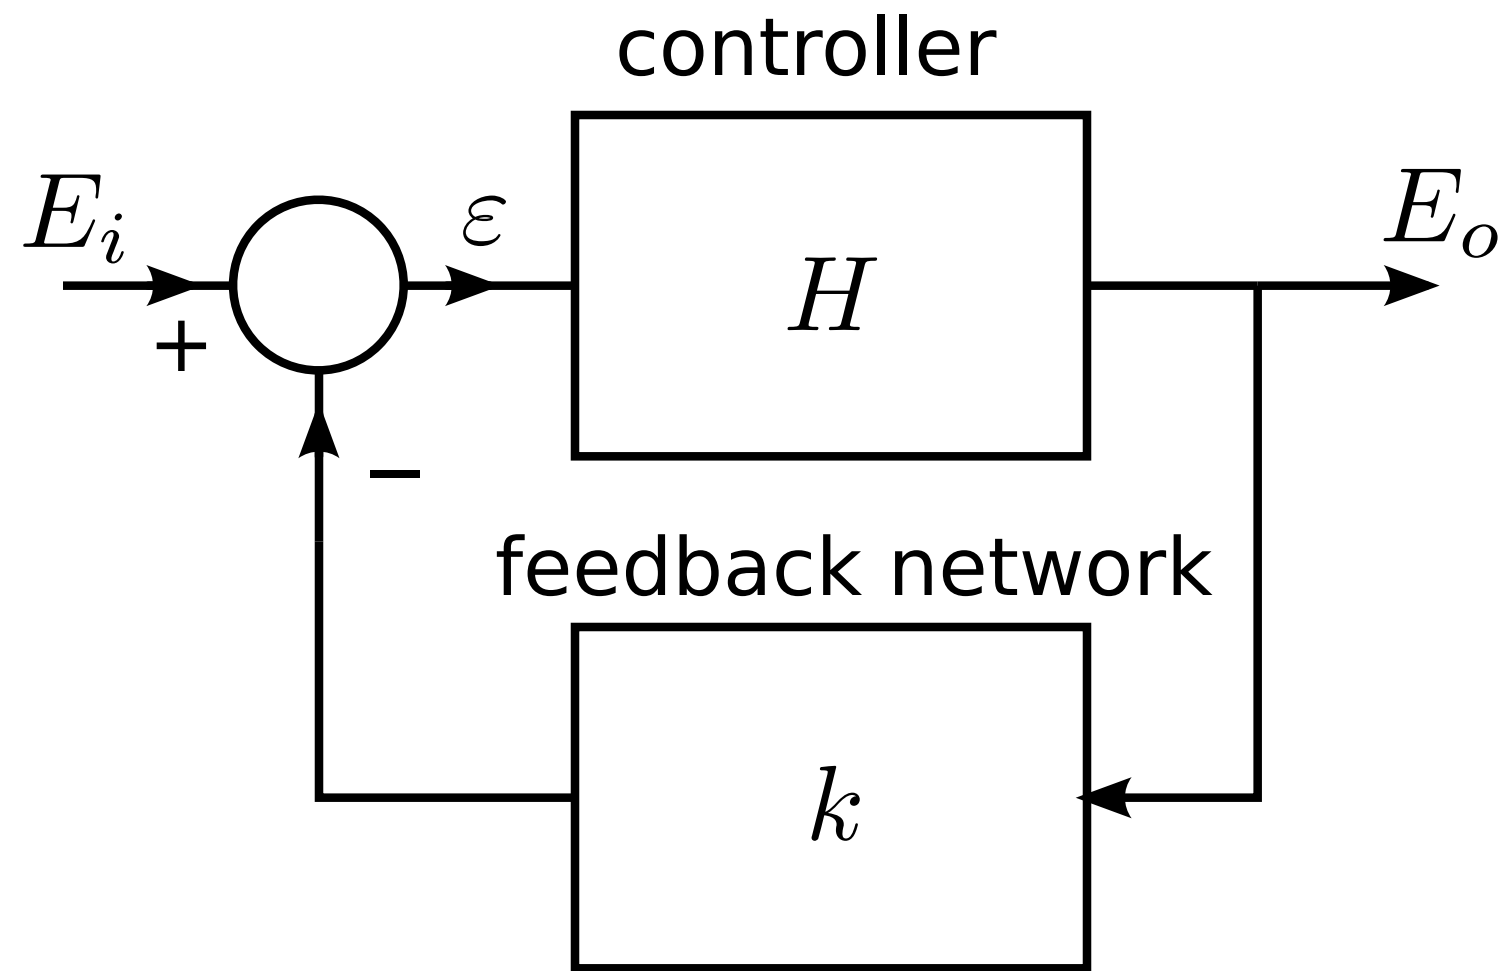 controller
E_i
ε
E_o
H
+
−
feedback network
k